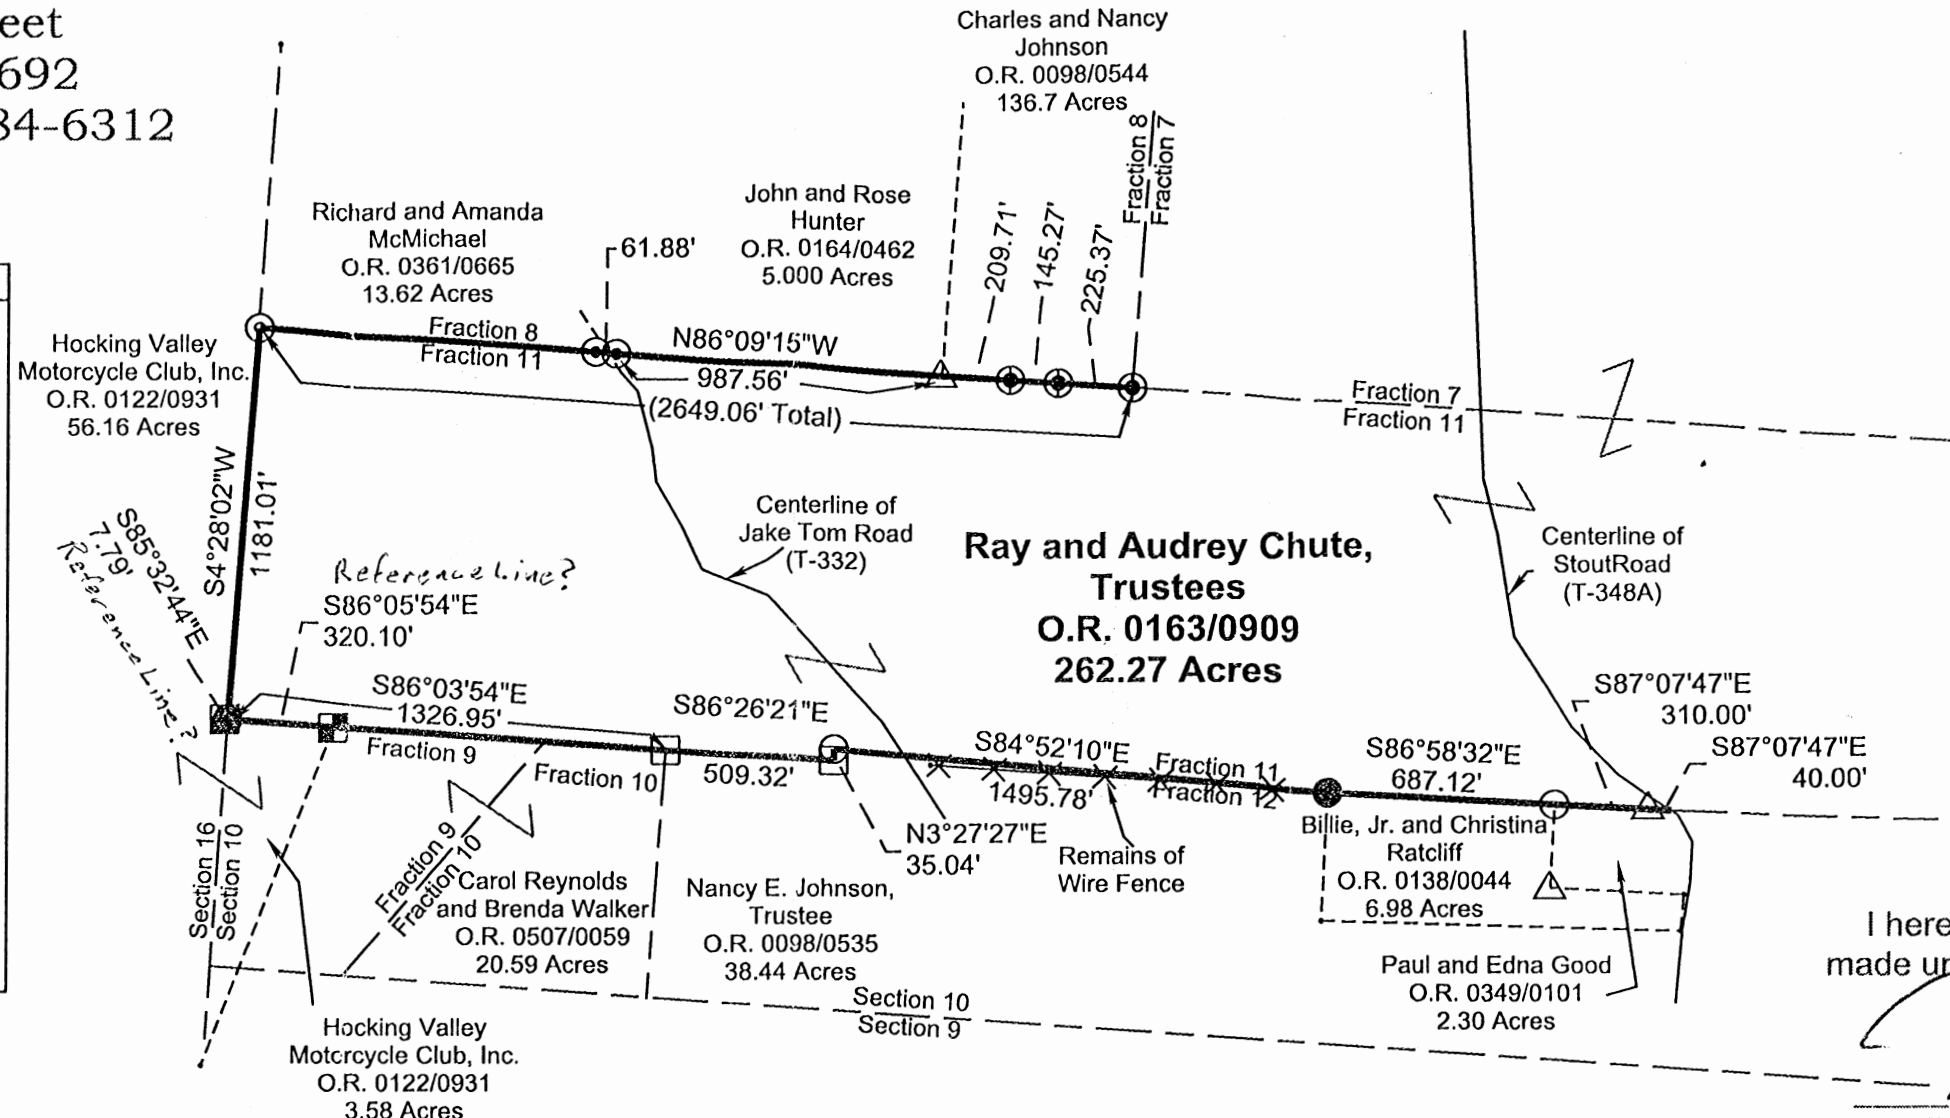 eet
692
84-6312
Charles and Nancy
Johnson
O.R. 0098/0544
136.7 Acres
Fraction 8
Fraction 7
Richard and Amanda
McMichael
O.R. 0361/0665
13.62 Acres
61.88'
John and Rose
Hunter
O.R. 0164/0462
5.000 Acres
209.71'
145.27'
225.37'
Hocking Valley
Motorcycle Club, Inc.
O.R. 0122/0931
56.16 Acres
Fraction 8
Fraction 11
N86°09'15"W
987.56'
(2649.06' Total)
Fraction 7
Fraction 11
S4°28'02"W
1181.01'
Centerline of
Jake Tom Road
(T-332)
Ray and Audrey Chute,
Trustees
O.R. 0163/0909
262.27 Acres
Centerline of
StoutRoad
(T-348A)
S85°32'44"E
7.79'
Reference Line?
Reference Line?
S86°05'54"E
320.10'
S86°03'54"E
1326.95'
Fraction 9
Fraction 10
S86°26'21"E
509.32'
S84°52'10"E
1495.78'
Fraction 11
Fraction 12
S86°58'32"E
687.12'
S87°07'47"E
310.00'
S87°07'47"E
40.00'
N3°27'27"E
35.04'
Remains of
Wire Fence
Billie, Jr. and Christina
Ratcliff
O.R. 0138/0044
6.98 Acres
Section 16
Section 10
Fraction 9
Fraction 10
Carol Reynolds
and Brenda Walker
O.R. 0507/0059
20.59 Acres
Nancy E. Johnson,
Trustee
O.R. 0098/0535
38.44 Acres
Paul and Edna Good
O.R. 0349/0101
2.30 Acres
I here
made un
Section 10
Section 9
Hocking Valley
Motorcycle Club, Inc.
O.R. 0122/0931
3.58 Acres